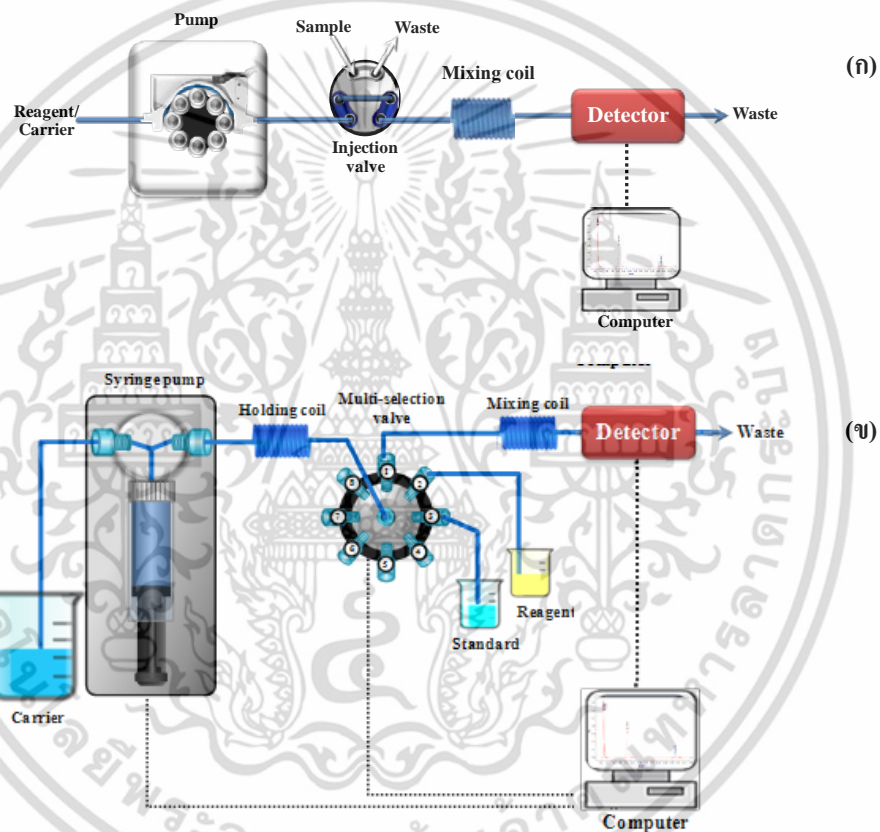 Pump
Sample
Waste
Mixing coil
(ก)
Reagent/
Carrier
Detector
Waste
Injection
valve
Computer
Syringe pump
Holding coil
Multi-selection
valve
Mixing coil
Detector
Waste
(ข)
1
2
3
4
5
6
7
8
Reagent
Standard
Carrier
Computer